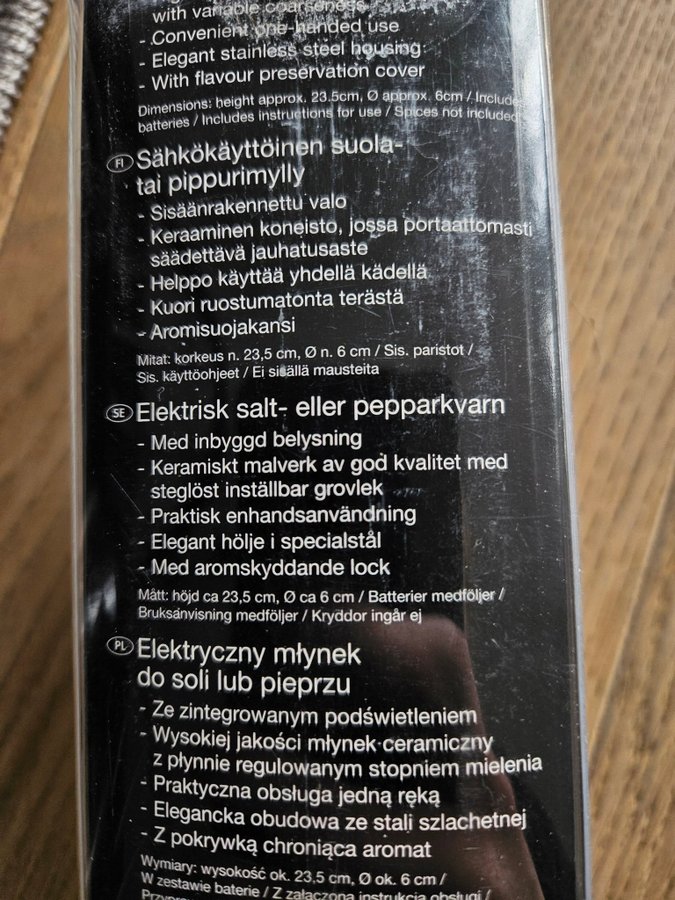 with variable coarseness
- Convenient one-handed use
- Elegant stainless steel housing
- With flavour preservation cover
Dimensions: height approx. 23.5cm, Ø approx. 6cm / Include
batteries / Includes instructions for use / Spices not included
FI Sähkökäyttöinen suola-
tai pippurimylly
- Sisäänrakennettu valo
- Keraaminen koneisto, jossa portaattomasti
säädettävä jauhatusaste
- Helppo käyttää yhdellä kädellä
- Kuori ruostumatonta terästä
- Aromisuojakansi
Mitat: korkeus n. 23,5 cm, Ø n. 6 cm / Sis. paristot /
Sis. käyttöohjeet / Ei sisällä mausteita
SE Elektrisk salt- eller pepparkvarn
- Med inbyggd belysning
- Keramiskt malverk av god kvalitet med
steglöst inställbar grovlek
- Praktisk enhandsanvändning
- Elegant hölje i specialstål
- Med aromskyddande lock
Mått: höjd ca 23,5 cm, Ø ca 6 cm / Batterier medföljer /
Bruksanvisning medföljer / Kryddor ingår ej
PL Elektryczny młynek
do soli lub pieprzu
- Ze zintegrowanym podświetleniem
- Wysokiej jakości młynek ceramiczny
z płynnie regulowanym stopniem mielenia
- Praktyczna obsługa jedną ręką
- Elegancka obudowa ze stali szlachetnej
- Z pokrywką chroniąca aromat
Wymiary: wysokość ok. 23,5 cm, Ø ok. 6 cm /
W zestawie baterie / Z załączoną instrukcją obsługi /